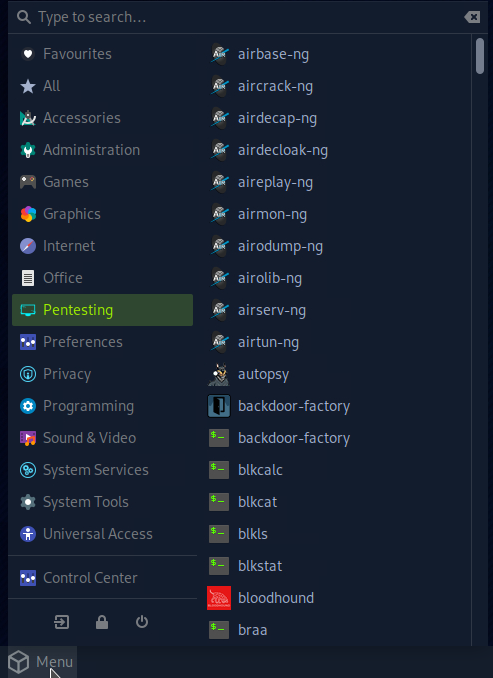 Type to search...
Favourites
All
Accessories
Administration
Games
Graphics
Internet
Office
Pentesting
Preferences
Privacy
Programming
Sound & Video
System Services
System Tools
Universal Access
Control Center
airbase-ng
aircrack-ng
airdecap-ng
airdecloak-ng
aireplay-ng
airmon-ng
airodump-ng
airolib-ng
airserv-ng
airtun-ng
autopsy
backdoor-factory
backdoor-factory
blkcalc
blkcat
blkls
blkstat
bloodhound
braa
Menu